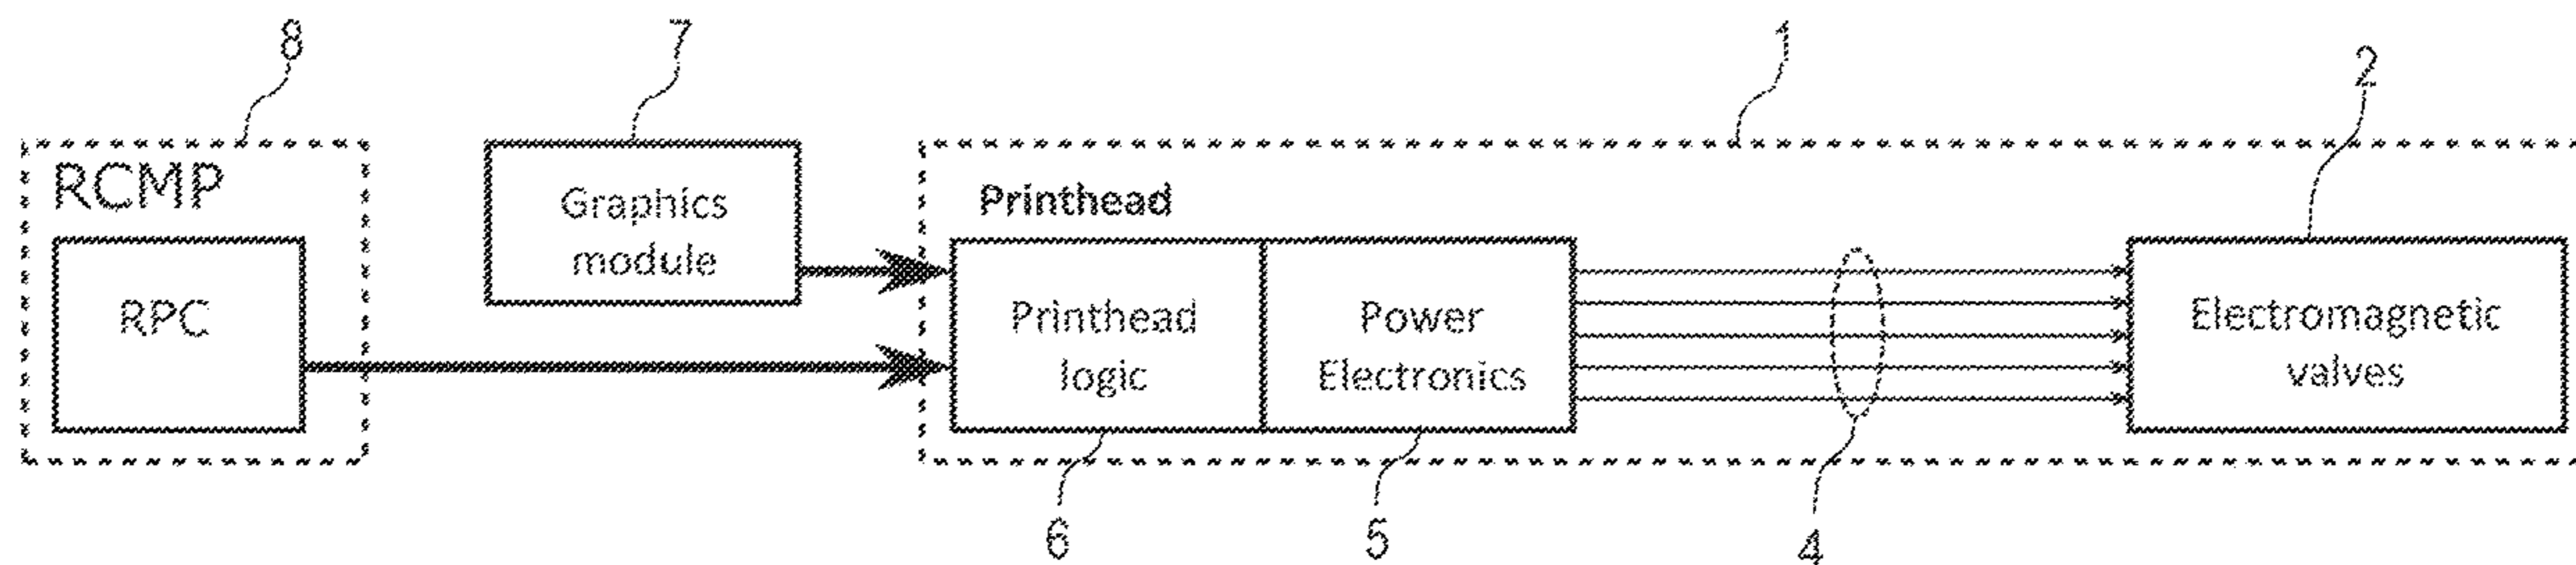 8
7
1
2
RCMP
RPC
Graphics
module
Printhead
Printhead
logic
Power
Electronics
Electromagnetic
valves
6
5
4